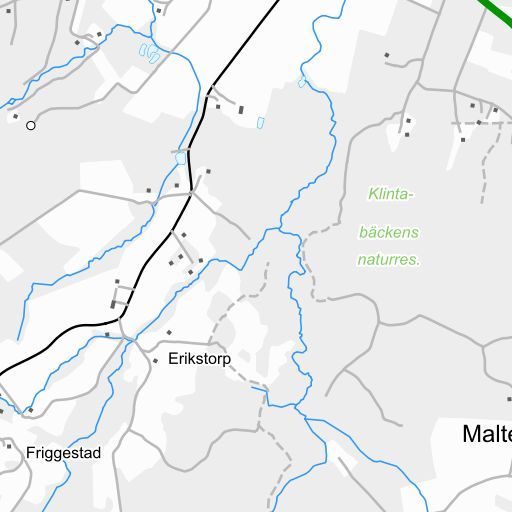 Klinta-
bäckens
naturres.
Erikstorp
Malte
Friggestad